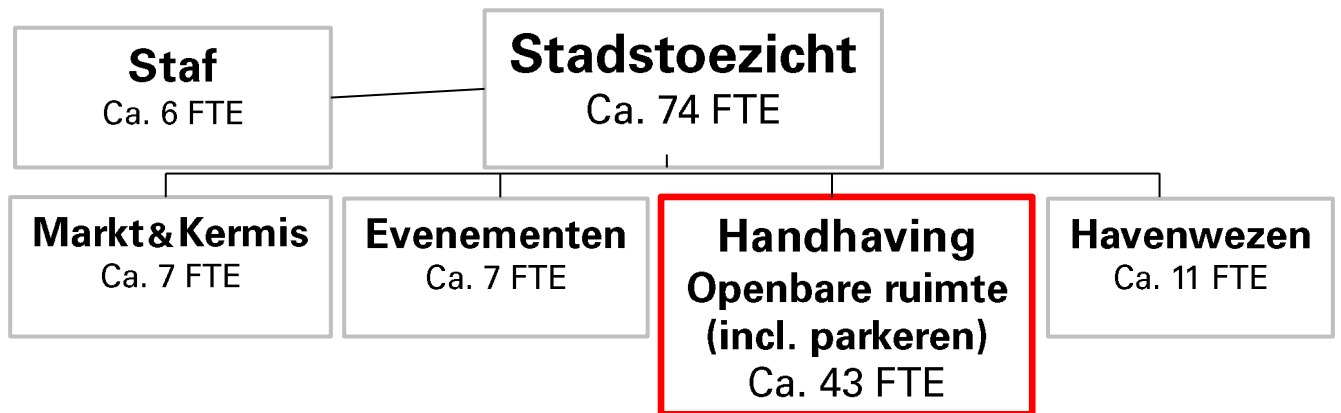 Staf
Ca. 6 FTE
Stadstoezicht
Ca. 74 FTE
Markt&Kermis
Ca. 7 FTE
Evenementen
Ca. 7 FTE
Handhaving
Openbare ruimte
(incl. parkeren)
Ca. 43 FTE
Havenwezen
Ca. 11 FTE